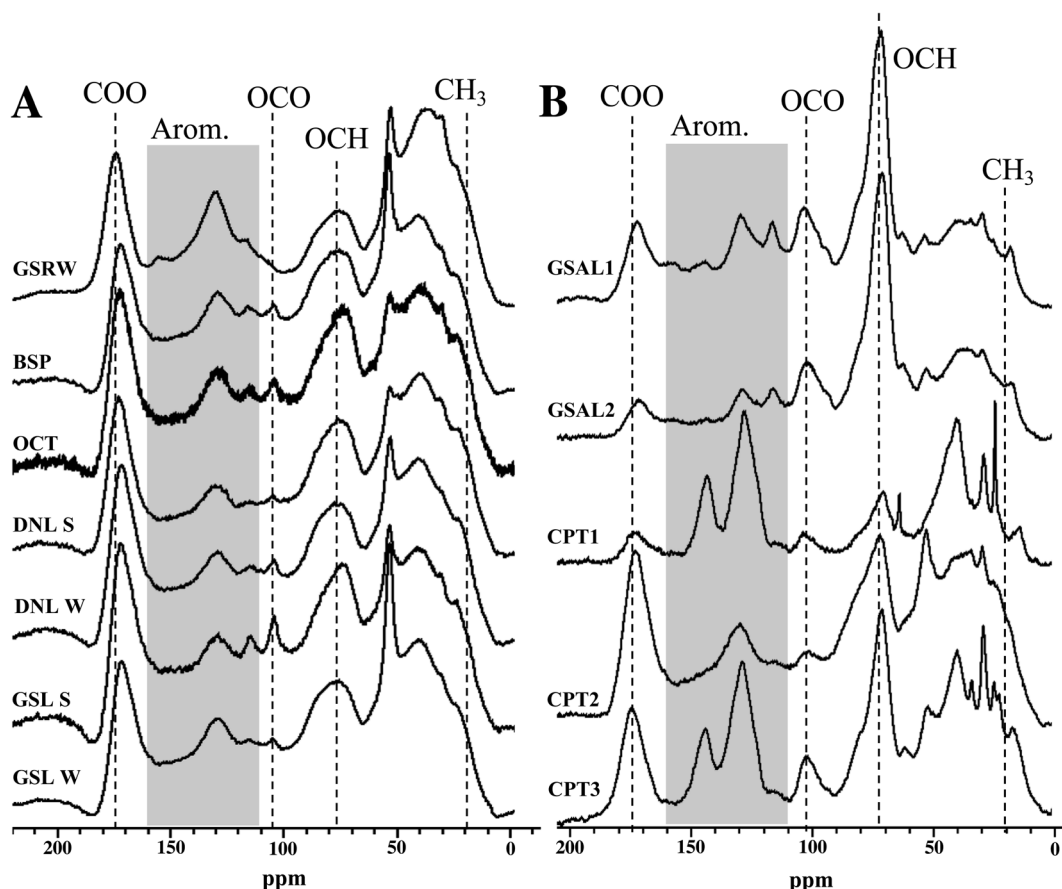 A
COO
Arom.
OCO
OCH
CH3
GSRW
BSP
OCT
DNL S
DNL W
GSL S
GSL W
200
150
100
50
0
ppm
B
COO
Arom.
OCO
OCH
CH3
GSAL1
GSAL2
CPT1
CPT2
CPT3
200
150
100
50
0
ppm